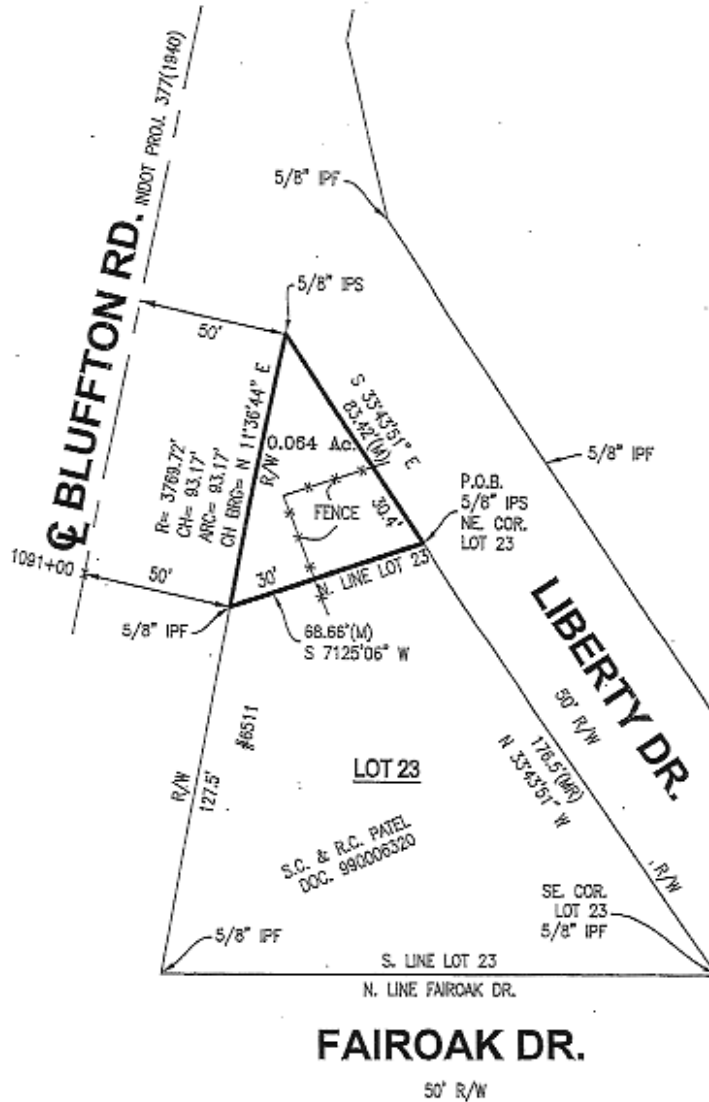 INDOT PROJ. 377(1940)
℄ BLUFFTON RD.
5/8" IPF
5/8" IPS
50'
S 33°43'51" E
83.42'(M)
0.064 Ac.
R/W
R= 3769.72'
CH= 93.17'
ARC= 93.17'
CH BRG= N 11°36'44" E
FENCE
30.4'
5/8" IPF
P.O.B.
5/8" IPS
NE. COR.
LOT 23
1091+00
50'
30'
N. LINE LOT 23
5/8" IPF
68.66'(M)
S 71°25'06" W
LIBERTY DR.
50' R/W
#6511
R/W
127.5'
LOT 23
176.5'(MR)
N 33°43'51" W
S.C. & R.C. PATEL
DOC. 990006320
R/W
SE. COR.
LOT 23
5/8" IPF
5/8" IPF
S. LINE LOT 23
N. LINE FAIROAK DR.
FAIROAK DR.
50' R/W